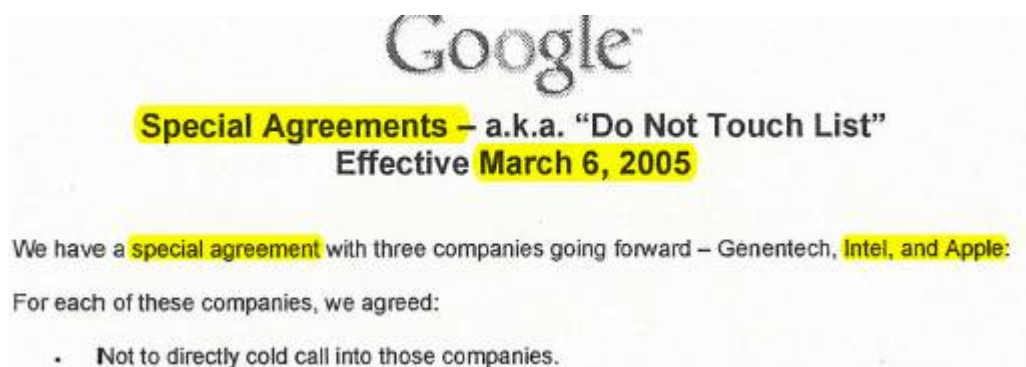 Google™
Special Agreements – a.k.a. “Do Not Touch List”
Effective March 6, 2005
We have a special agreement with three companies going forward – Genentech, Intel, and Apple:
For each of these companies, we agreed:
• Not to directly cold call into those companies.